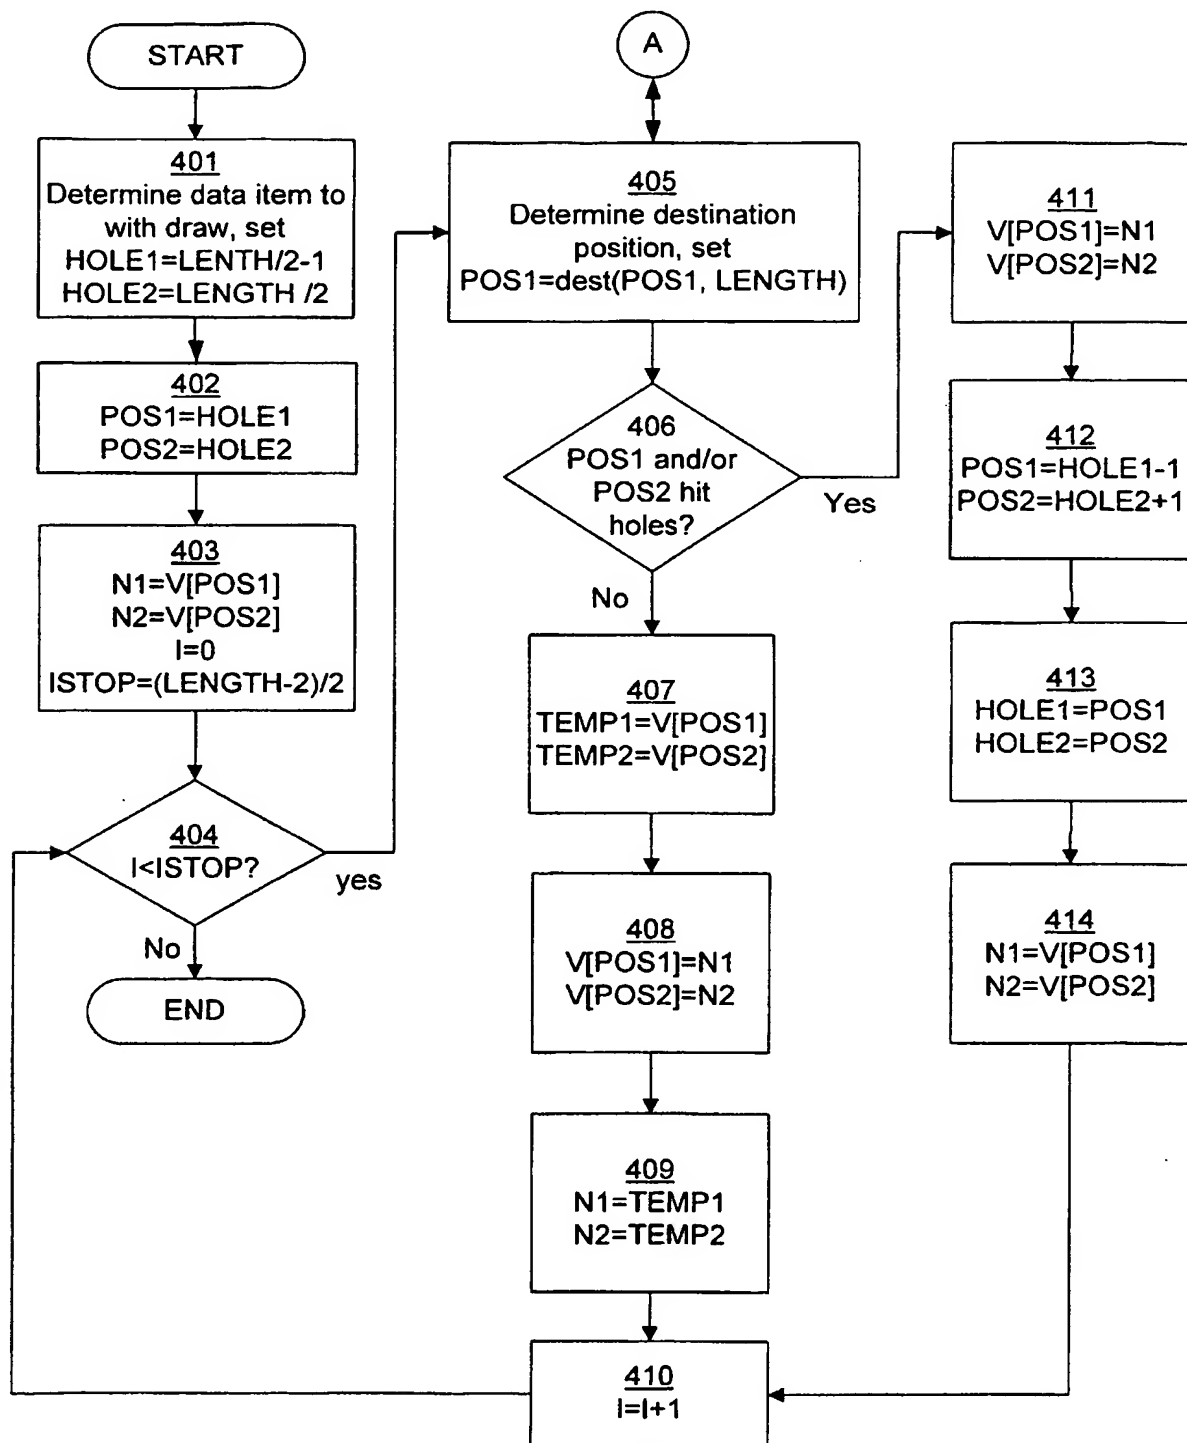 START
401
Determine data item to
with draw, set
HOLE1=LENTH/2-1
HOLE2=LENGTH /2
402
POS1=HOLE1
POS2=HOLE2
403
N1=V[POS1]
N2=V[POS2]
I=0
ISTOP=(LENGTH-2)/2
404
I<ISTOP?
yes
No
END
A
405
Determine destination
position, set
POS1=dest(POS1, LENGTH)
406
POS1 and/or
POS2 hit
holes?
Yes
No
407
TEMP1=V[POS1]
TEMP2=V[POS2]
408
V[POS1]=N1
V[POS2]=N2
409
N1=TEMP1
N2=TEMP2
410
I=I+1
411
V[POS1]=N1
V[POS2]=N2
412
POS1=HOLE1-1
POS2=HOLE2+1
413
HOLE1=POS1
HOLE2=POS2
414
N1=V[POS1]
N2=V[POS2]